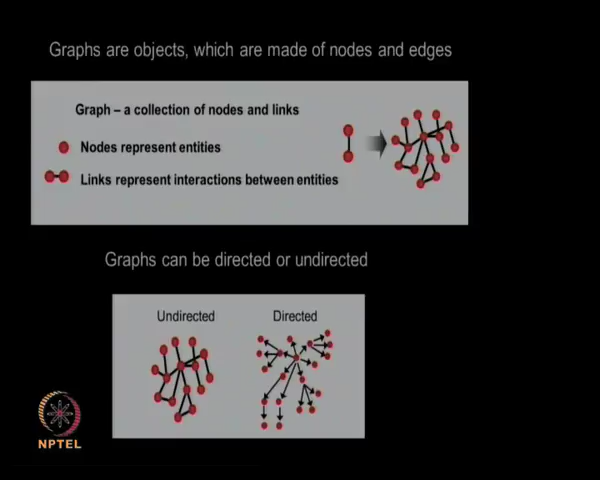 Graphs are objects, which are made of nodes and edges
Graph – a collection of nodes and links
Nodes represent entities
Links represent interactions between entities
Graphs can be directed or undirected
Undirected Directed
NPTEL